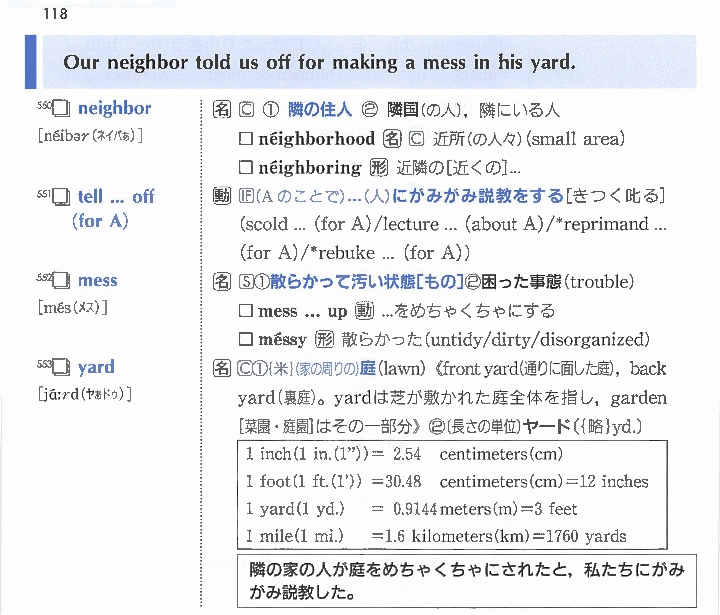 118
Our neighbor told us off for making a mess in his yard.
550 neighbor
[néibər(ネイバぁ)]
名 C ① 隣の住人 ② 隣国(の人), 隣にいる人
□ néighborhood 名 C 近所(の人々)(small area)
□ néighboring 形 近隣の[近くの]...
551 tell ... off
(for A)
動 (Aのことで)...(人)にがみがみ説教をする[きつく叱る]
(scold ... (for A)/lecture ... (about A)/*reprimand ...
(for A)/*rebuke ... (for A))
552 mess
[més(メス)]
名 S①散らかって汚い状態[もの]②困った事態(trouble)
□ mess ... up 動 ...をめちゃくちゃにする
□ méssy 形 散らかった(untidy/dirty/disorganized)
553 yard
[jáːrd(ヤぁドゥ)]
名 C①{米}(家の周りの)庭(lawn)《front yard(通りに面した庭), back
yard(裏庭)。yardは芝が敷かれた庭全体を指し, garden
[菜園・庭園]はその一部分》②(長さの単位)ヤード({略}yd.)
1 inch(1 in.(1”))= 2.54 centimeters(cm)
1 foot(1 ft.(1’)) =30.48 centimeters(cm)=12 inches
1 yard(1 yd.) = 0.9144meters(m)=3 feet
1 mile(1 mi.) =1.6 kilometers(km)=1760 yards
隣の家の人が庭をめちゃくちゃにされたと, 私たちにがみ
がみ説教した。